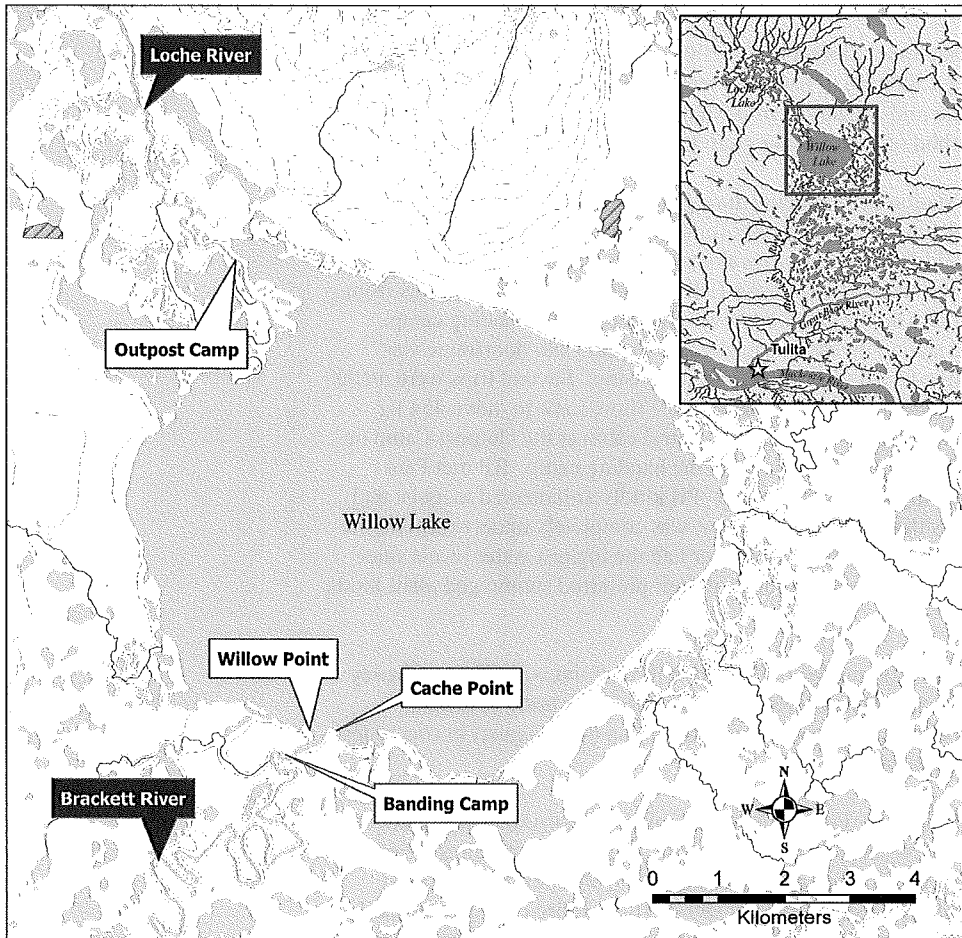 Loche River
Loche
Lake
Willow
Lake
Great Bear River
Tulita
Mackenzie River
Outpost Camp
Willow Lake
Willow Point
Cache Point
Banding Camp
Brackett River
N
W E
S
0 1 2 3 4
Kilometers